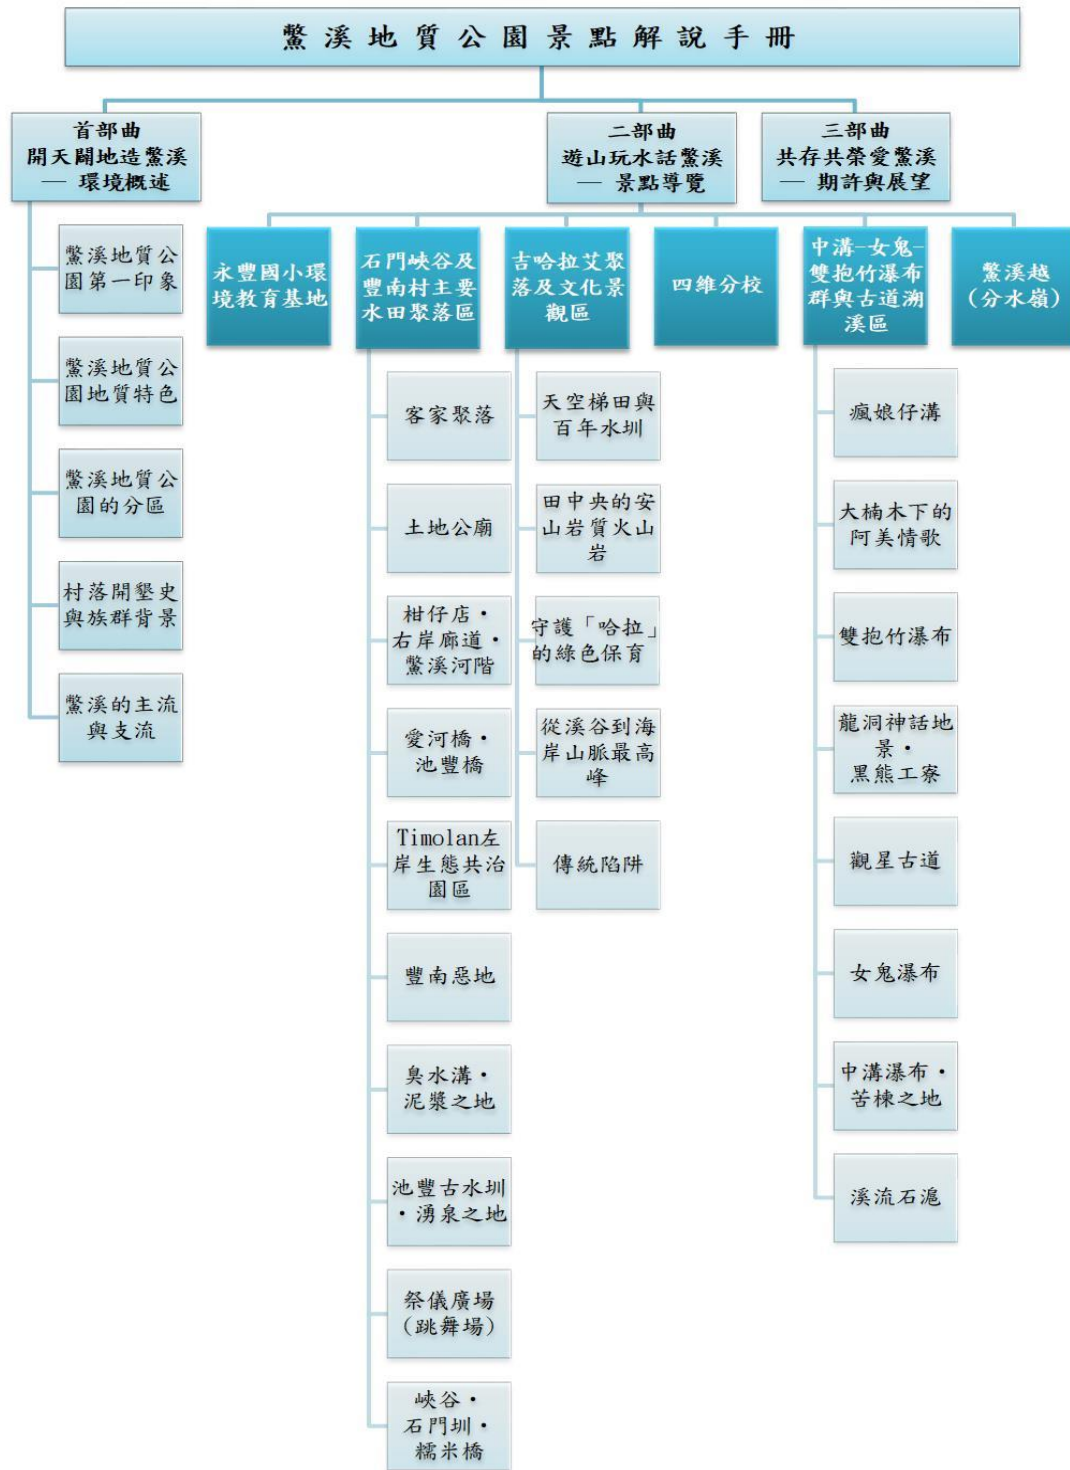 鱉溪地質公園景點解說手冊
首部曲
開天闢地造鱉溪
— 環境概述
二部曲
遊山玩水話鱉溪
— 景點導覽
三部曲
共存共榮愛鱉溪
— 期許與展望
鱉溪地質公
園第一印象
鱉溪地質公
園地質特色
鱉溪地質公
園的分區
村落開墾史
與族群背景
鱉溪的主流
與支流
永豐國小環
境教育基地
石門峽谷及
豐南村主要
水田聚落區
客家聚落
土地公廟
柑仔店·
右岸廊道·
鱉溪河階
愛河橋·
池豐橋
Timolan左
岸生態共治
園區
豐南惡地
臭水溝·
泥漿之地
池豐古水圳
·湧泉之地
祭儀廣場
(跳舞場)
峽谷·
石門圳·
糯米橋
吉哈拉艾聚
落及文化景
觀區
天空梯田與
百年水圳
田中央的安
山岩質火山
岩
守護「哈拉」
的綠色保育
從溪谷到海
岸山脈最高
峰
傳統陷阱
四維分校
中溝-女鬼-
雙抱竹瀑布
群與古道溯
溪區
瘋娘仔溝
大楠木下的
阿美情歌
雙抱竹瀑布
龍洞神話地
景·
黑熊工寮
觀星古道
女鬼瀑布
中溝瀑布·
苦楝之地
溪流石滬
鱉溪越
(分水嶺)